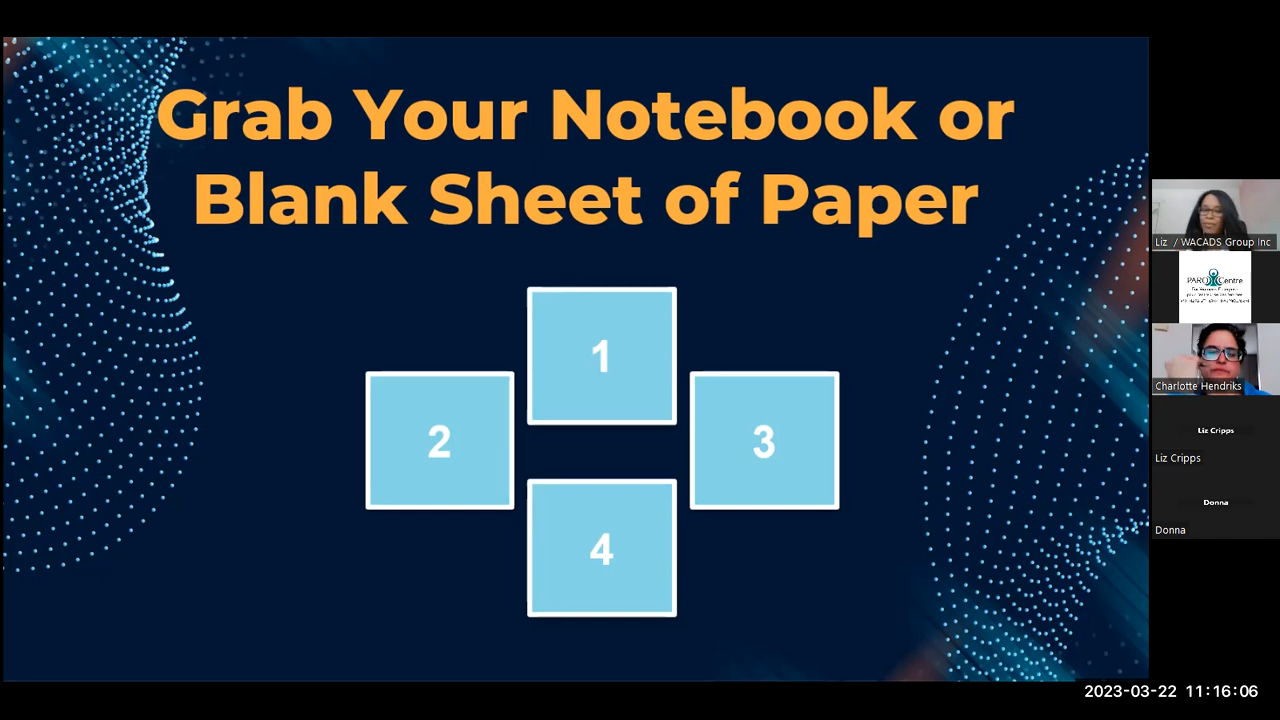 Grab Your Notebook or
Blank Sheet of Paper
1
2
3
4
Liz / WACADS Group Inc
PARO Centre
Charlotte Hendriks
Liz Cripps
Liz Cripps
Donna
Donna
2023-03-22 11:16:06